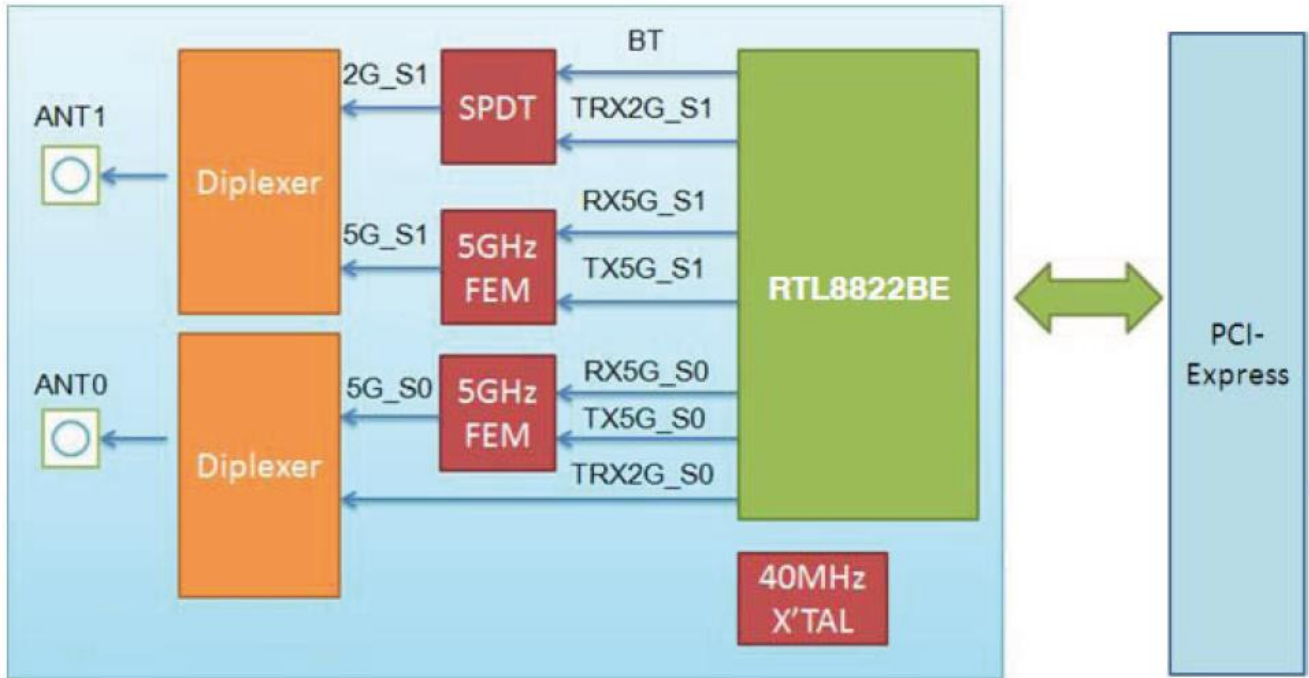 BT
2G_S1
SPDT
TRX2G_S1
ANT1
Diplexer
RX5G_S1
5G_S1
5GHz
FEM
TX5G_S1
RTL8822BE
PCI-
Express
ANT0
5G_S0
5GHz
FEM
RX5G_S0
TX5G_S0
Diplexer
TRX2G_S0
40MHz
X'TAL